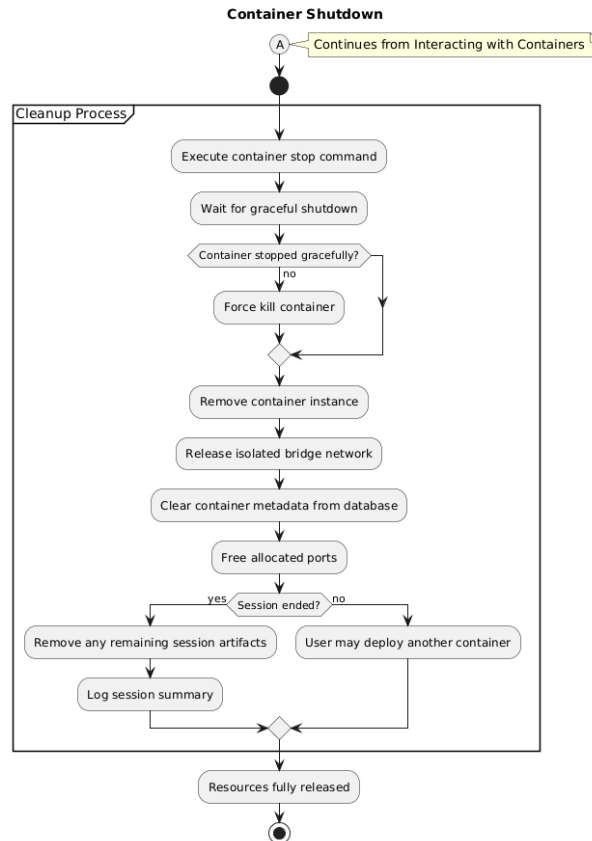 Container Shutdown
A
Continues from Interacting with Containers
Cleanup Process
Execute container stop command
Wait for graceful shutdown
Container stopped gracefully?
no
Force kill container
Remove container instance
Release isolated bridge network
Clear container metadata from database
Free allocated ports
yes
Session ended?
no
Remove any remaining session artifacts
User may deploy another container
Log session summary
Resources fully released